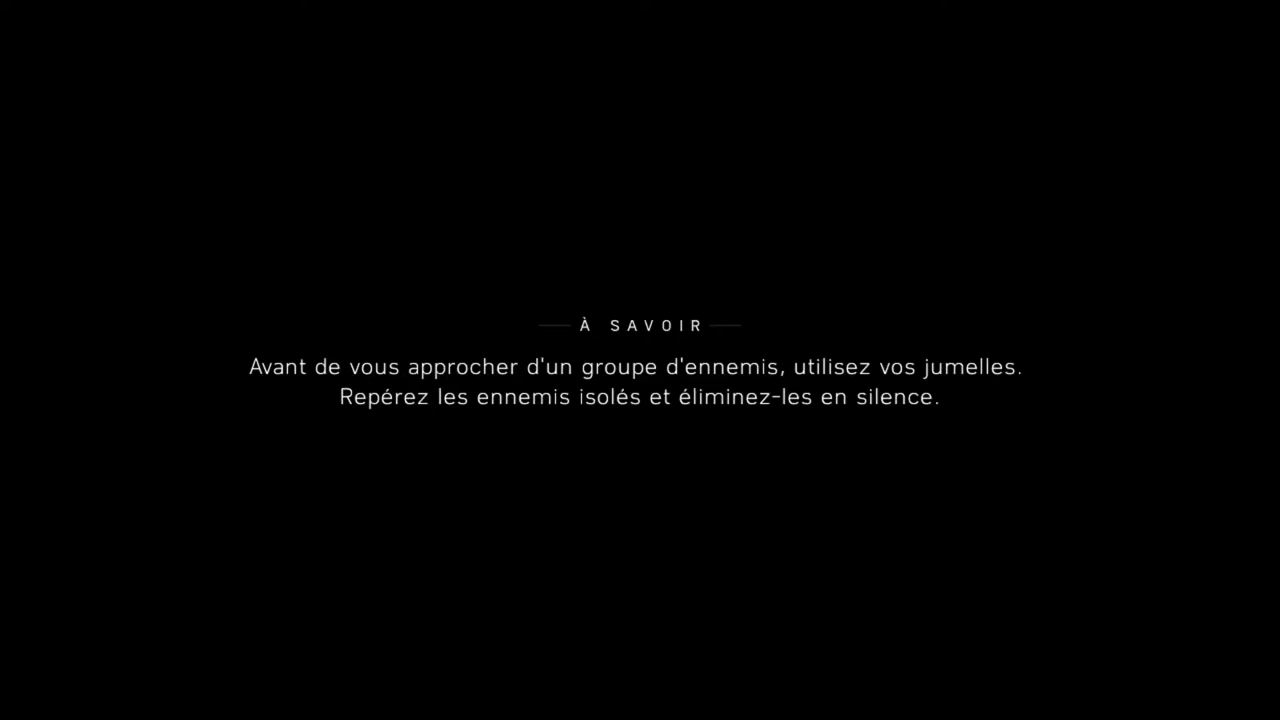 À SAVOIR
Avant de vous approcher d'un groupe d'ennemis, utilisez vos jumelles.
Repérez les ennemis isolés et éliminez-les en silence.